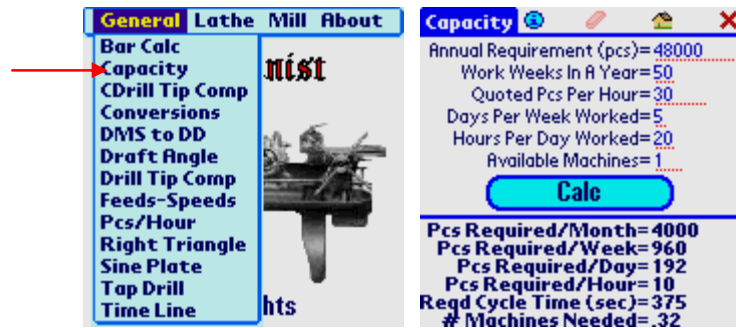 General Lathe Mill About
Bar Calc
Capacity
CDrill Tip Comp
Conversions
DMS to DD
Draft Angle
Drill Tip Comp
Feeds-Speeds
Pcs/Hour
Right Triangle
Sine Plate
Tap Drill
Time Line
nist
hts
Capacity
Annual Requirement (pcs)=48000
Work Weeks In A Year=50
Quoted Pcs Per Hour=30
Days Per Week Worked=5
Hours Per Day Worked=20
Available Machines=1
Calc
Pcs Required/Month=4000
Pcs Required/Week=960
Pcs Required/Day=192
Pcs Required/Hour=10
Reqd Cycle Time (sec)=375
# Machines Needed=.32